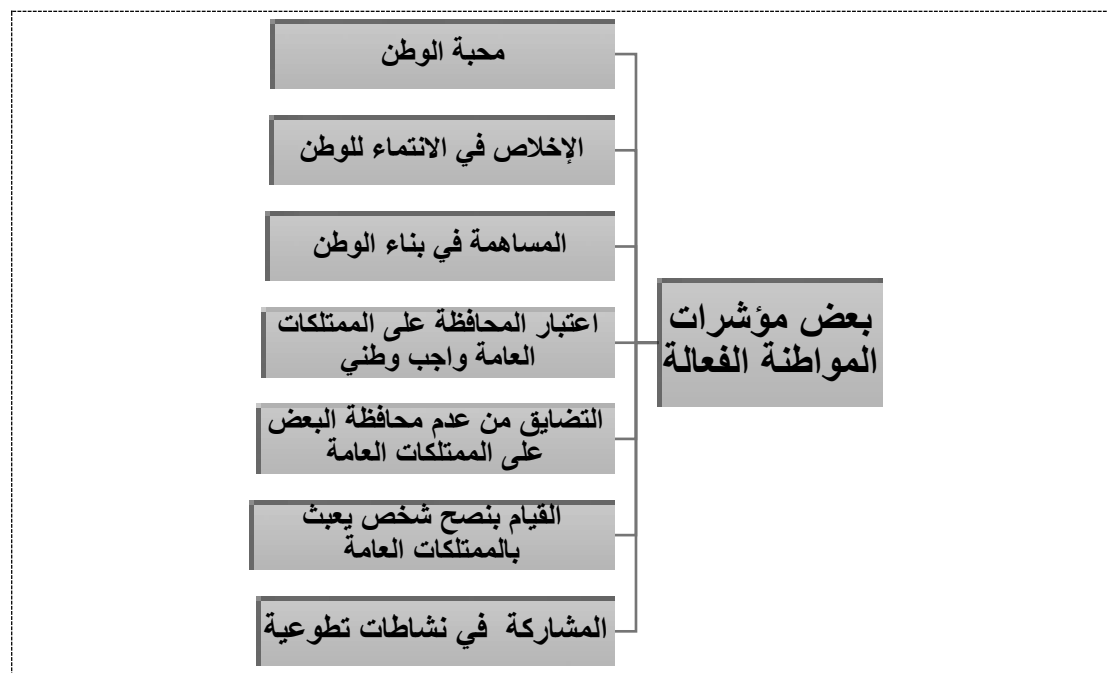 بعض مؤشرات
المواطنة الفعالة
محبة الوطن
الإخلاص في الانتماء للوطن
المساهمة في بناء الوطن
اعتبار المحافظة على الممتلكات
العامة واجب وطني
التضايق من عدم محافظة البعض
على الممتلكات العامة
القيام بنصح شخص يعبث
بالممتلكات العامة
المشاركة في نشاطات تطوعية